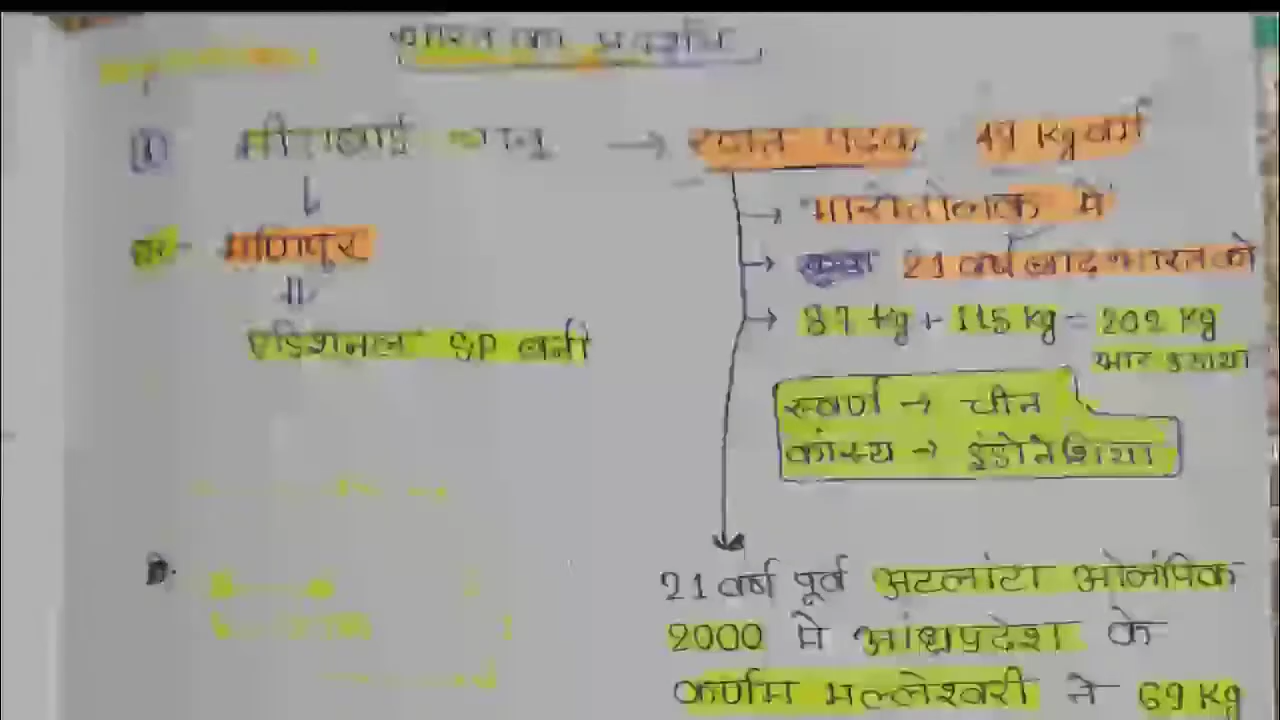 भारत का प्रदर्शन
① मीराबाई चानू → रजत पदक 49 Kg वर्ग
→ भारोतोलक में
घर - मणिपुर
→ 21 वर्ष बाद भारत को
→ 87 Kg + 115 Kg = 202 Kg
एडिशनल SP बनी
भार उठाया
स्वर्ण → चीन
कांस्य → इंडोनेशिया
21 वर्ष पूर्व अटलांटा ओलंपिक
2000 मे आंध्रप्रदेश के
कर्णम मल्लेश्वरी ने 69 Kg